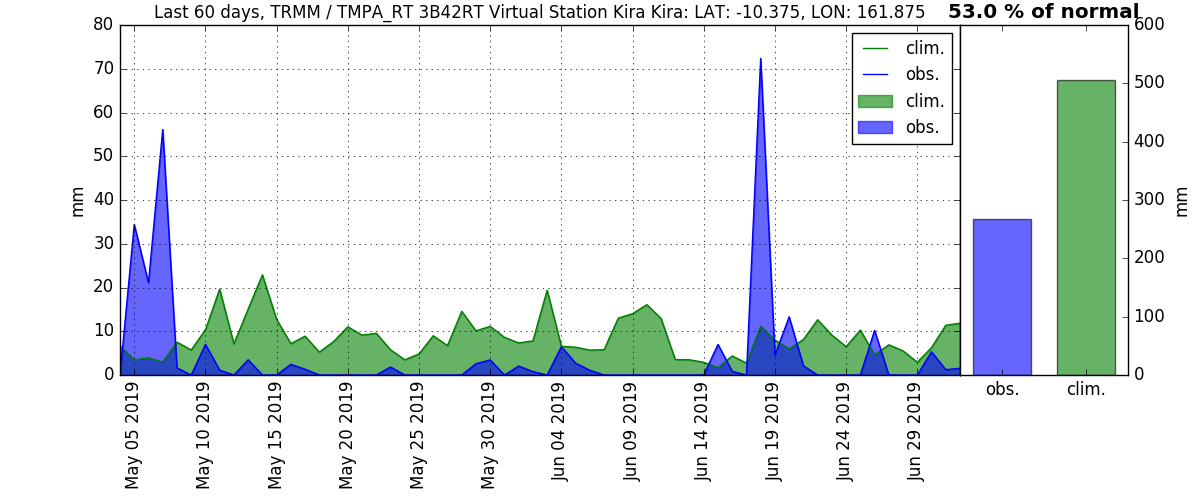 Last 60 days, TRMM / TMPA_RT 3B42RT Virtual Station Kira Kira: LAT: -10.375, LON: 161.875
53.0 % of normal
80
70
60
50
40
30
20
10
0
mm
clim.
obs.
clim.
obs.
May 05 2019
May 10 2019
May 15 2019
May 20 2019
May 25 2019
May 30 2019
Jun 04 2019
Jun 09 2019
Jun 14 2019
Jun 19 2019
Jun 24 2019
Jun 29 2019
600
500
400
300
200
100
0
mm
obs.
clim.